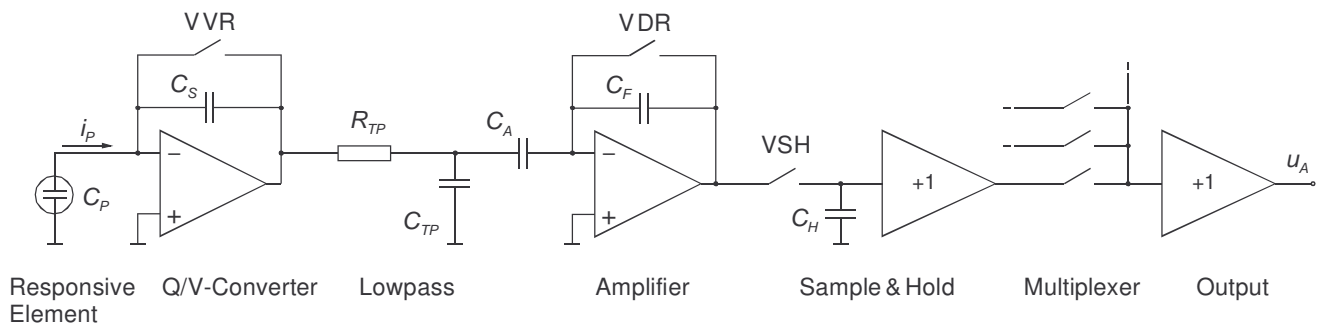 VVR
VDR
C_S
C_F
i_P
R_TP
C_A
VSH
u_A
−
−
+1
+1
C_P
+
C_TP
+
C_H
Responsive Element
Q/V-Converter
Lowpass
Amplifier
Sample & Hold
Multiplexer
Output